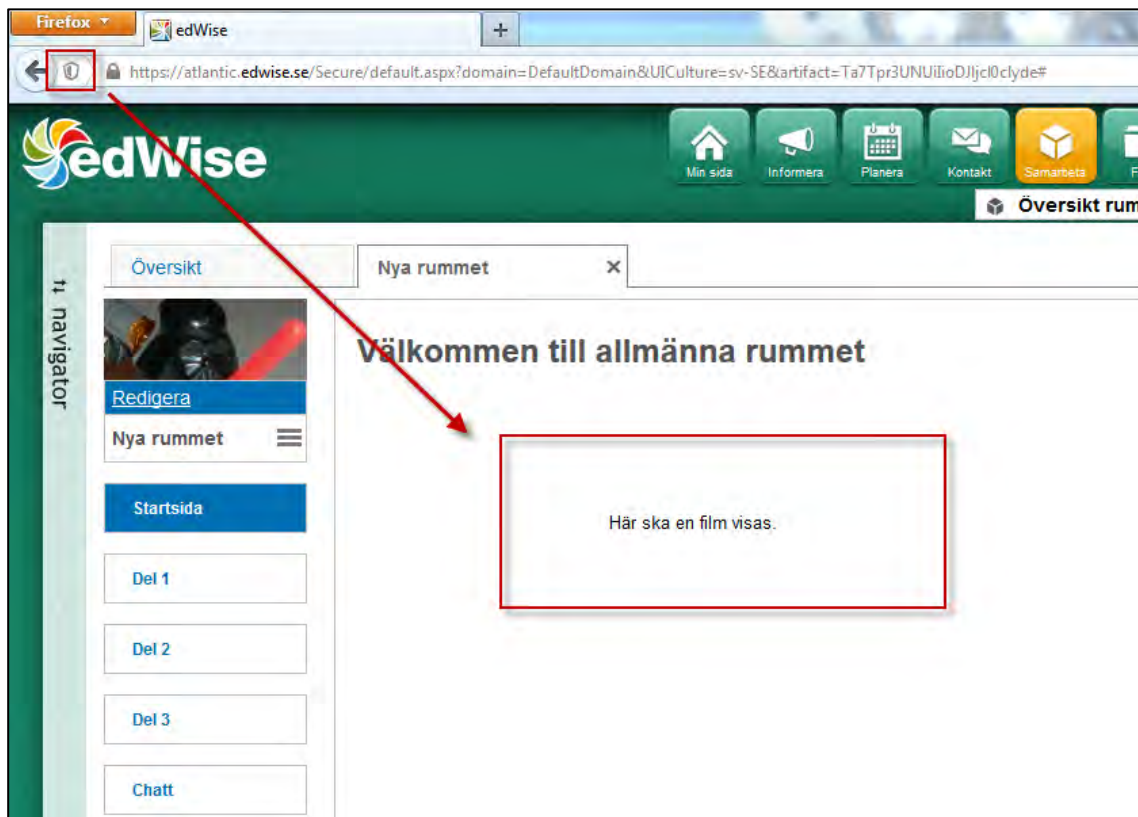 Firefox
edWise
+
https://atlantic.edwise.se/Secure/default.aspx?domain=DefaultDomain&UICulture=sv-SE&artifact=Ta7Tpr3UNUiIioDJIjcl0clyde#
edWise
Min sida
Informera
Planera
Kontakt
Samarbeta
F
Översikt rum
navigator
Översikt
Nya rummet
Redigera
Nya rummet
Startsida
Del 1
Del 2
Del 3
Chatt
Välkommen till allmänna rummet
Här ska en film visas.